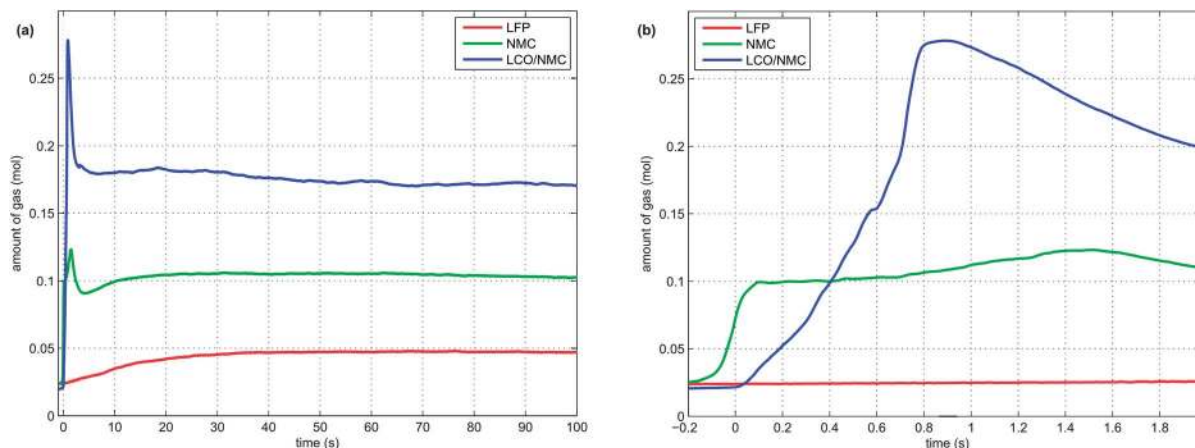 (a)
LFP
NMC
LCO/NMC
0.25
0.2
0.15
0.1
0.05
0
amount of gas (mol)
0 10 20 30 40 50 60 70 80 90 100
time (s)
(b)
LFP
NMC
LCO/NMC
0.25
0.2
0.15
0.1
0.05
0
amount of gas (mol)
−0.2 0 0.2 0.4 0.6 0.8 1 1.2 1.4 1.6 1.8
time (s)